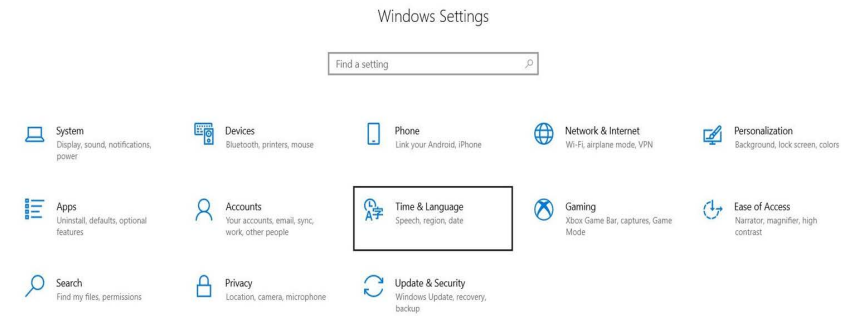 Windows Settings
Find a setting
System
Display, sound, notifications,
power
Devices
Bluetooth, printers, mouse
Phone
Link your Android, iPhone
Network & Internet
Wi-Fi, airplane mode, VPN
Personalization
Background, lock screen, colors
Apps
Uninstall, defaults, optional
features
Accounts
Your accounts, email, sync,
work, other people
Time & Language
Speech, region, date
Gaming
Xbox Game Bar, captures, Game
Mode
Ease of Access
Narrator, magnifier, high
contrast
Search
Find my files, permissions
Privacy
Location, camera, microphone
Update & Security
Windows Update, recovery,
backup